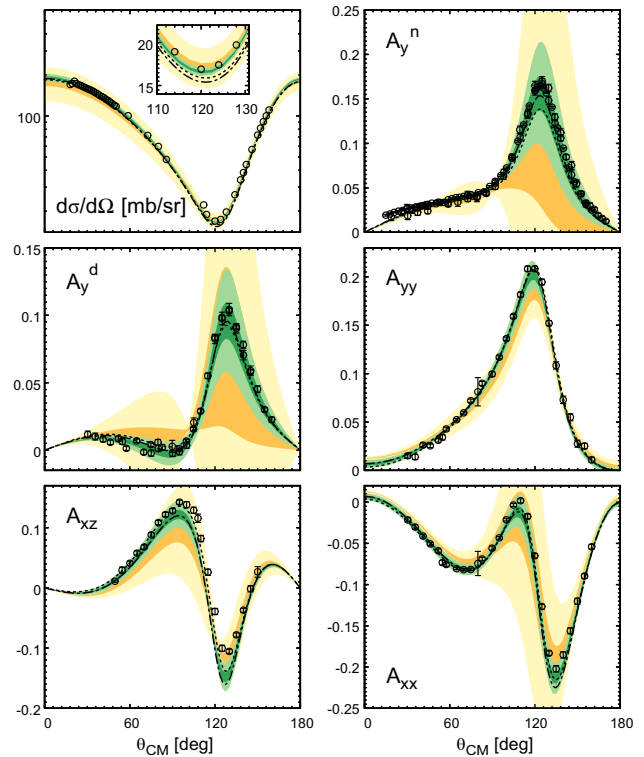 20
15
110 120 130
100
dσ/dΩ [mb/sr]
0.25
0.2
0.15
0.1
0.05
0
A_y^n
0.15
0.1
0.05
0
A_y^d
0.2
0.15
0.1
0.05
0
A_yy
0.1
0
-0.1
-0.2
A_xz
0 60 120 180
θ_CM [deg]
0
-0.05
-0.1
-0.15
-0.2
-0.25
A_xx
0 60 120 180
θ_CM [deg]